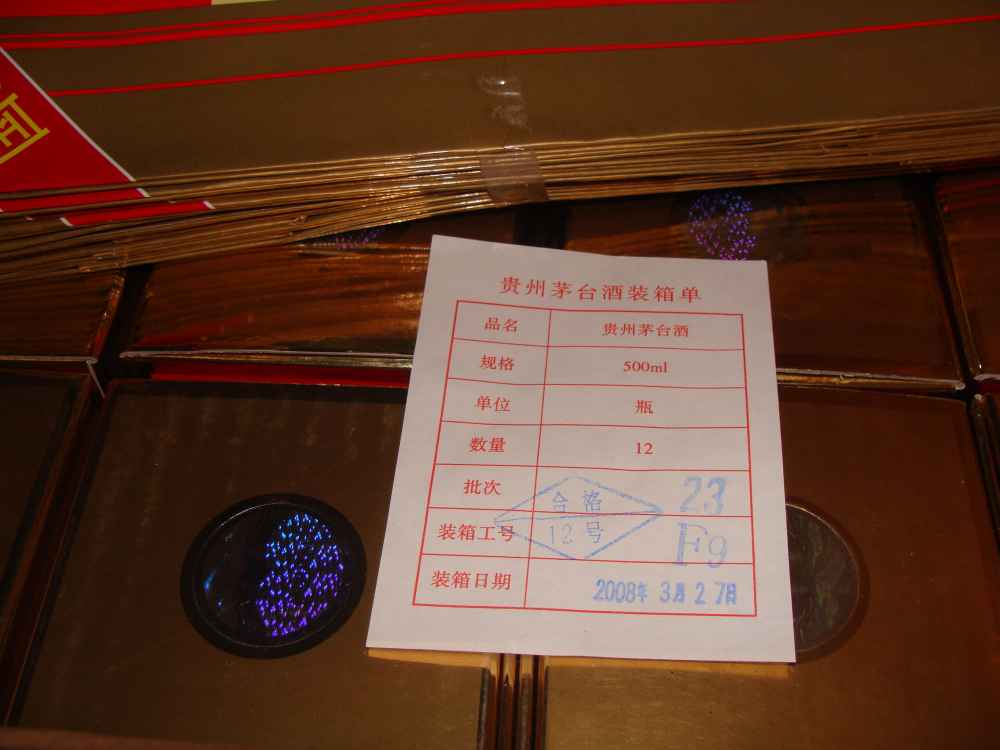 贵州茅台酒装箱单
品名 贵州茅台酒
规格 500ml
单位 瓶
数量 12
批次 23
合格
装箱工号 F9
12号
装箱日期 2008年 3月 27日